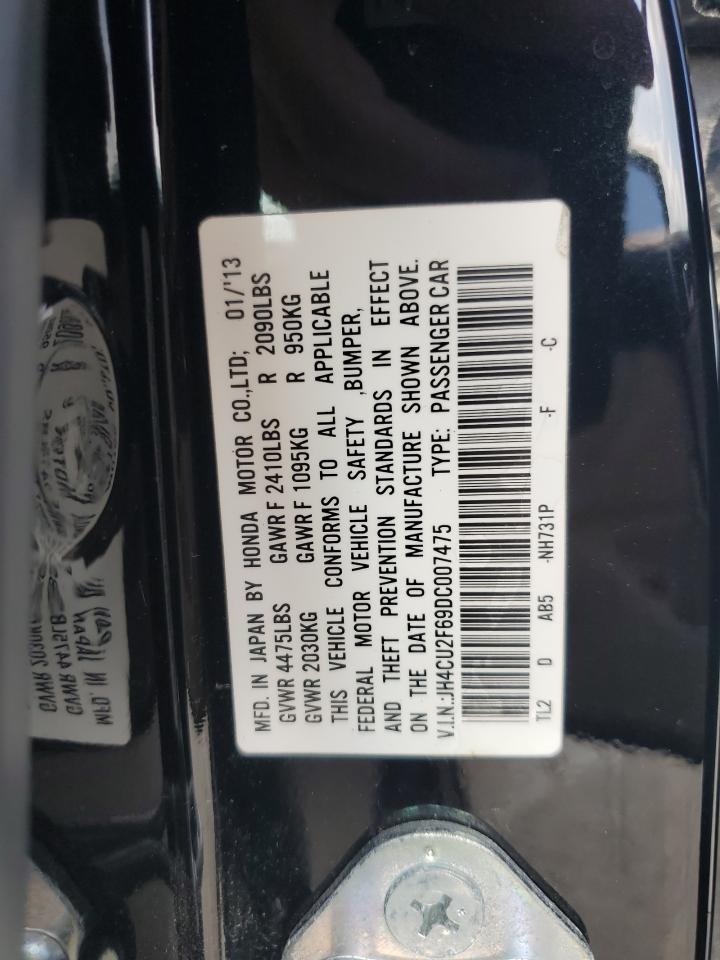 MFD. IN JAPAN BY HONDA MOTOR CO.,LTD; 01/'13
GVWR 4475LBS GAWR F 2410LBS R 2090LBS
GVWR 2030KG GAWR F 1095KG R 950KG
THIS VEHICLE CONFORMS TO ALL APPLICABLE
FEDERAL MOTOR VEHICLE SAFETY ,BUMPER,
AND THEFT PREVENTION STANDARDS IN EFFECT
ON THE DATE OF MANUFACTURE SHOWN ABOVE.
V.I.N.:JH4CU2F69DC007475 TYPE: PASSENGER CAR
TL2 D AB5 -NH731P -F -C